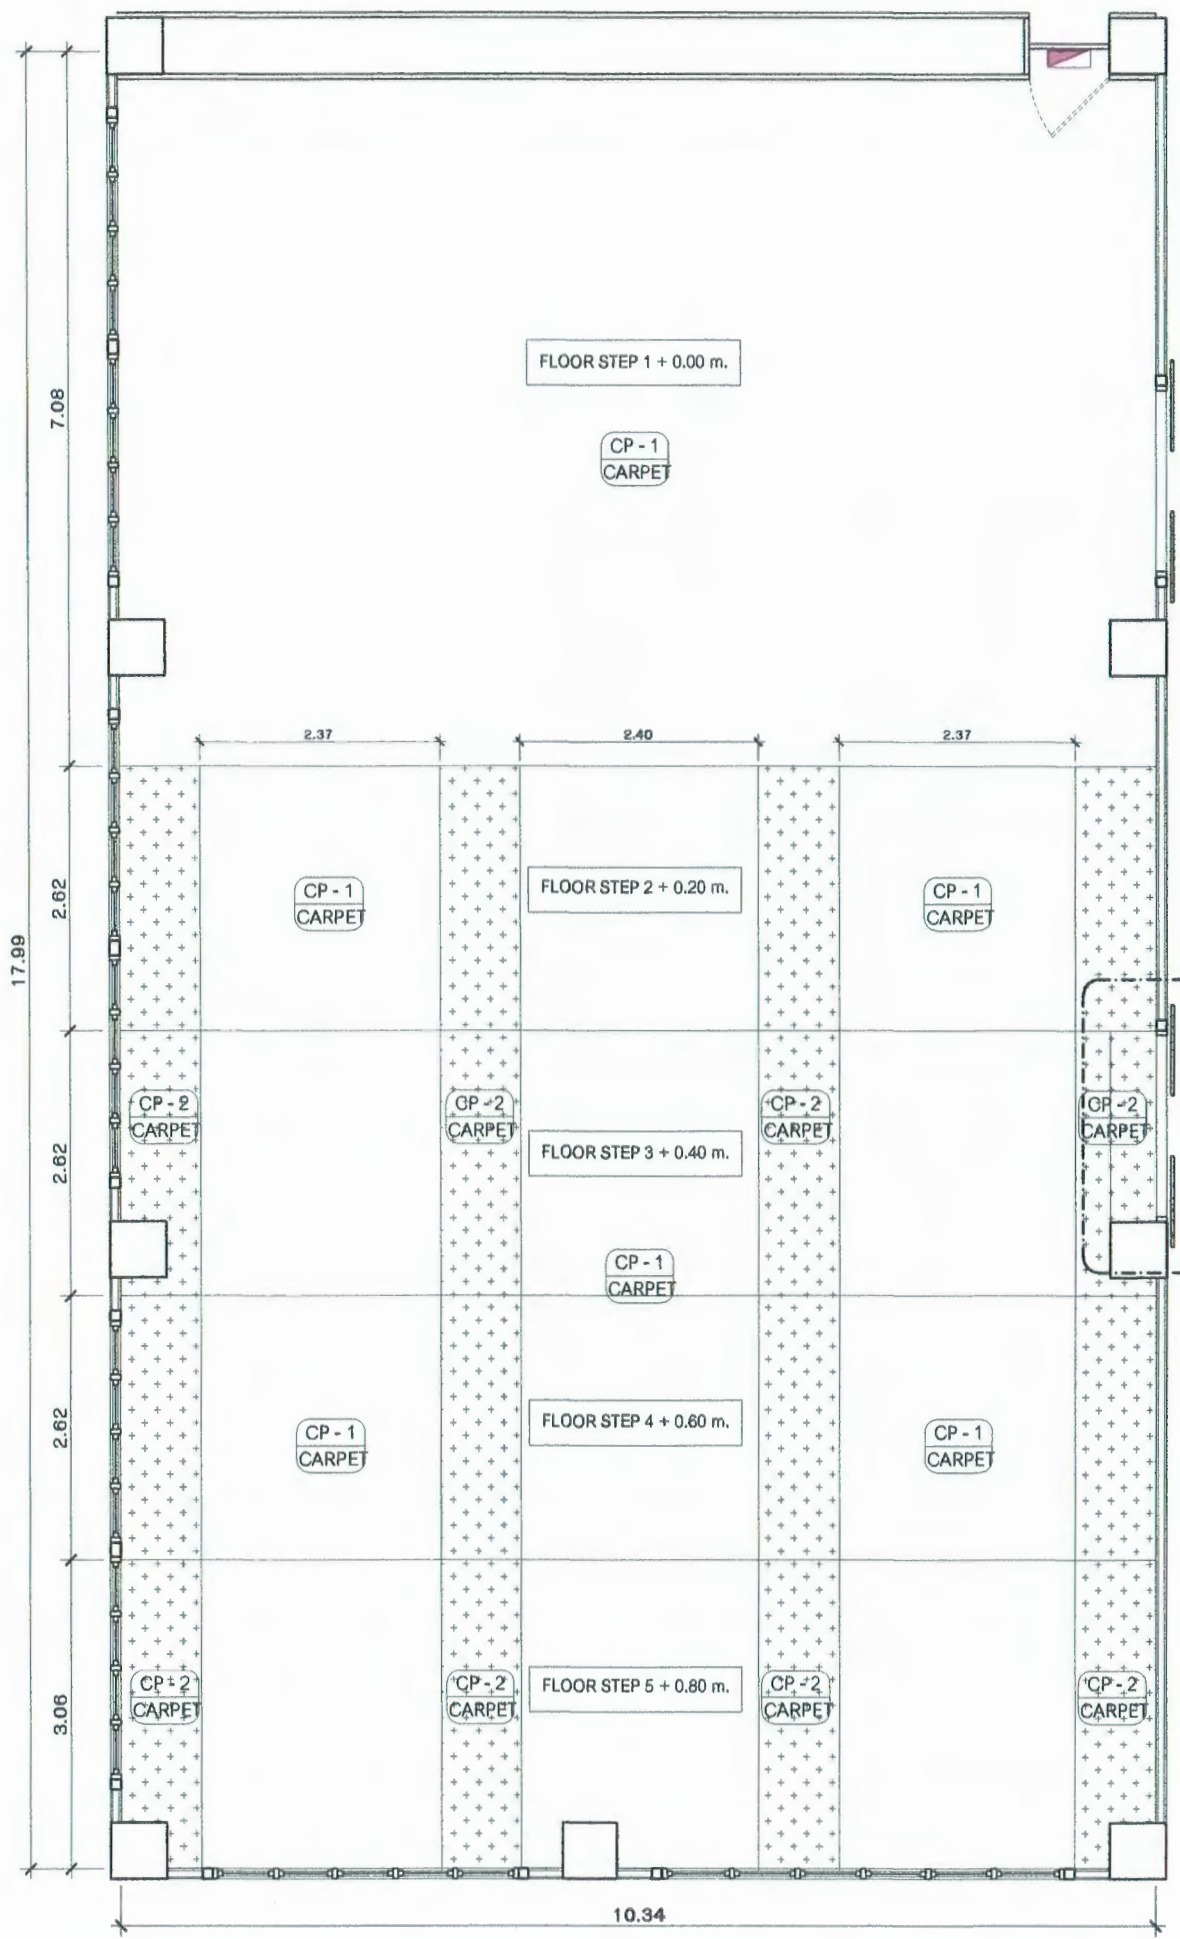 FLOOR STEP 1 + 0.00 m.
7.08
CP - 1
CARPET
2.37
2.40
2.37
FLOOR STEP 2 + 0.20 m.
CP - 1
CARPET
CP - 1
CARPET
2.62
17.99
CP - 2
CARPET
CP - 2
CARPET
CP - 2
CARPET
CP - 2
CARPET
FLOOR STEP 3 + 0.40 m.
2.62
CP - 1
CARPET
FLOOR STEP 4 + 0.60 m.
CP - 1
CARPET
CP - 1
CARPET
2.62
CP - 2
CARPET
CP - 2
CARPET
FLOOR STEP 5 + 0.80 m.
CP - 2
CARPET
CP - 2
CARPET
3.06
10.34